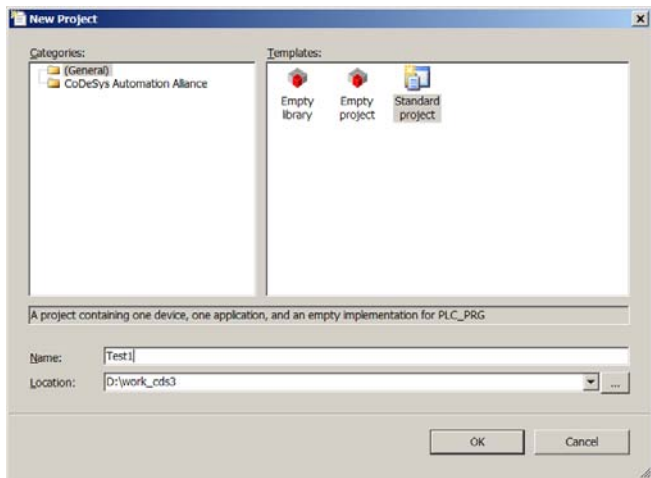 New Project
Categories:
Templates:
(General)
CoDeSys Automation Alliance
Empty library
Empty project
Standard project
A project containing one device, one application, and an empty implementation for PLC_PRG
Name:
Test1
Location:
D:\work_cds3
...
OK
Cancel